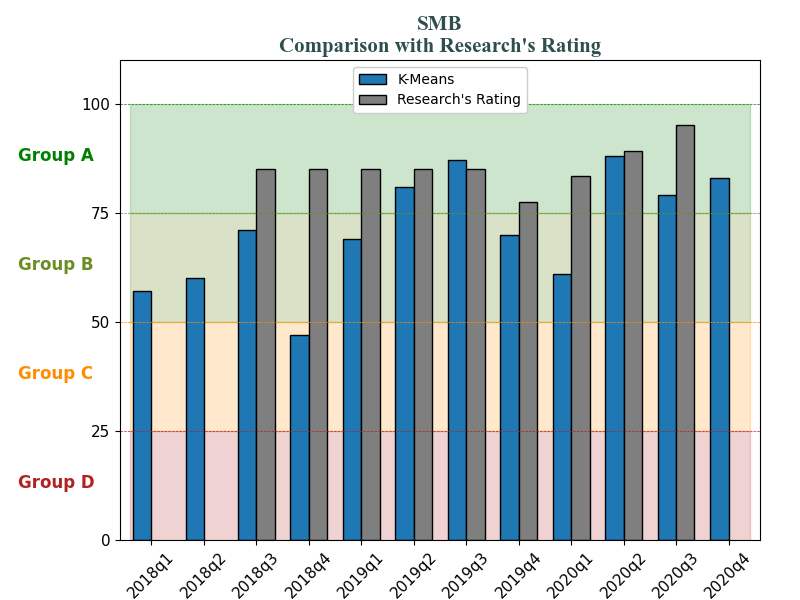 SMB
Comparison with Research's Rating
K-Means
Research's Rating
100
Group A
75
Group B
50
Group C
25
Group D
0
2018q1
2018q2
2018q3
2018q4
2019q1
2019q2
2019q3
2019q4
2020q1
2020q2
2020q3
2020q4